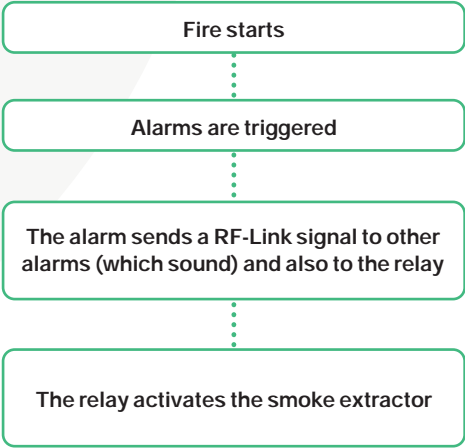 Fire starts
Alarms are triggered
The alarm sends a RF-Link signal to other
alarms (which sound) and also to the relay
The relay activates the smoke extractor